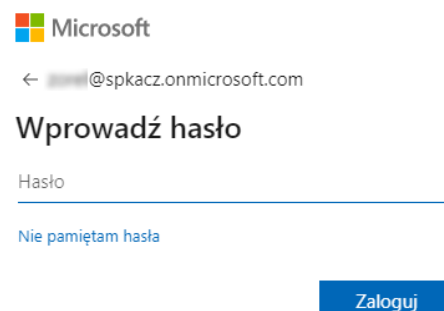 Microsoft
← @spkacz.onmicrosoft.com
Wprowadź hasło
Hasło
Nie pamiętam hasła
Zaloguj